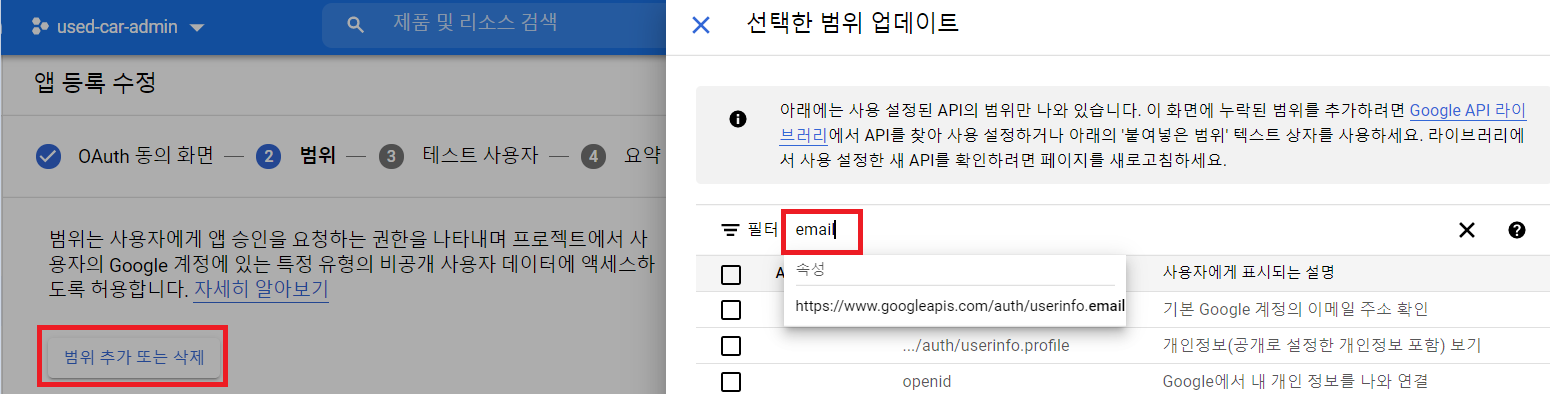 used-car-admin
제품 및 리소스 검색
앱 등록 수정
OAuth 동의 화면 — 2 범위 — 3 테스트 사용자 — 4 요약
범위는 사용자에게 앱 승인을 요청하는 권한을 나타내며 프로젝트에서 사
용자의 Google 계정에 있는 특정 유형의 비공개 사용자 데이터에 액세스하
도록 허용합니다. 자세히 알아보기
범위 추가 또는 삭제
선택한 범위 업데이트
아래에는 사용 설정된 API의 범위만 나와 있습니다. 이 화면에 누락된 범위를 추가하려면 Google API 라이
브러리에서 API를 찾아 사용 설정하거나 아래의 '붙여넣은 범위' 텍스트 상자를 사용하세요. 라이브러리에
서 사용 설정한 새 API를 확인하려면 페이지를 새로고침하세요.
필터 email
속성
사용자에게 표시되는 설명
https://www.googleapis.com/auth/userinfo.email
기본 Google 계정의 이메일 주소 확인
.../auth/userinfo.profile 개인정보(공개로 설정한 개인정보 포함) 보기
openid Google에서 내 개인 정보를 나와 연결